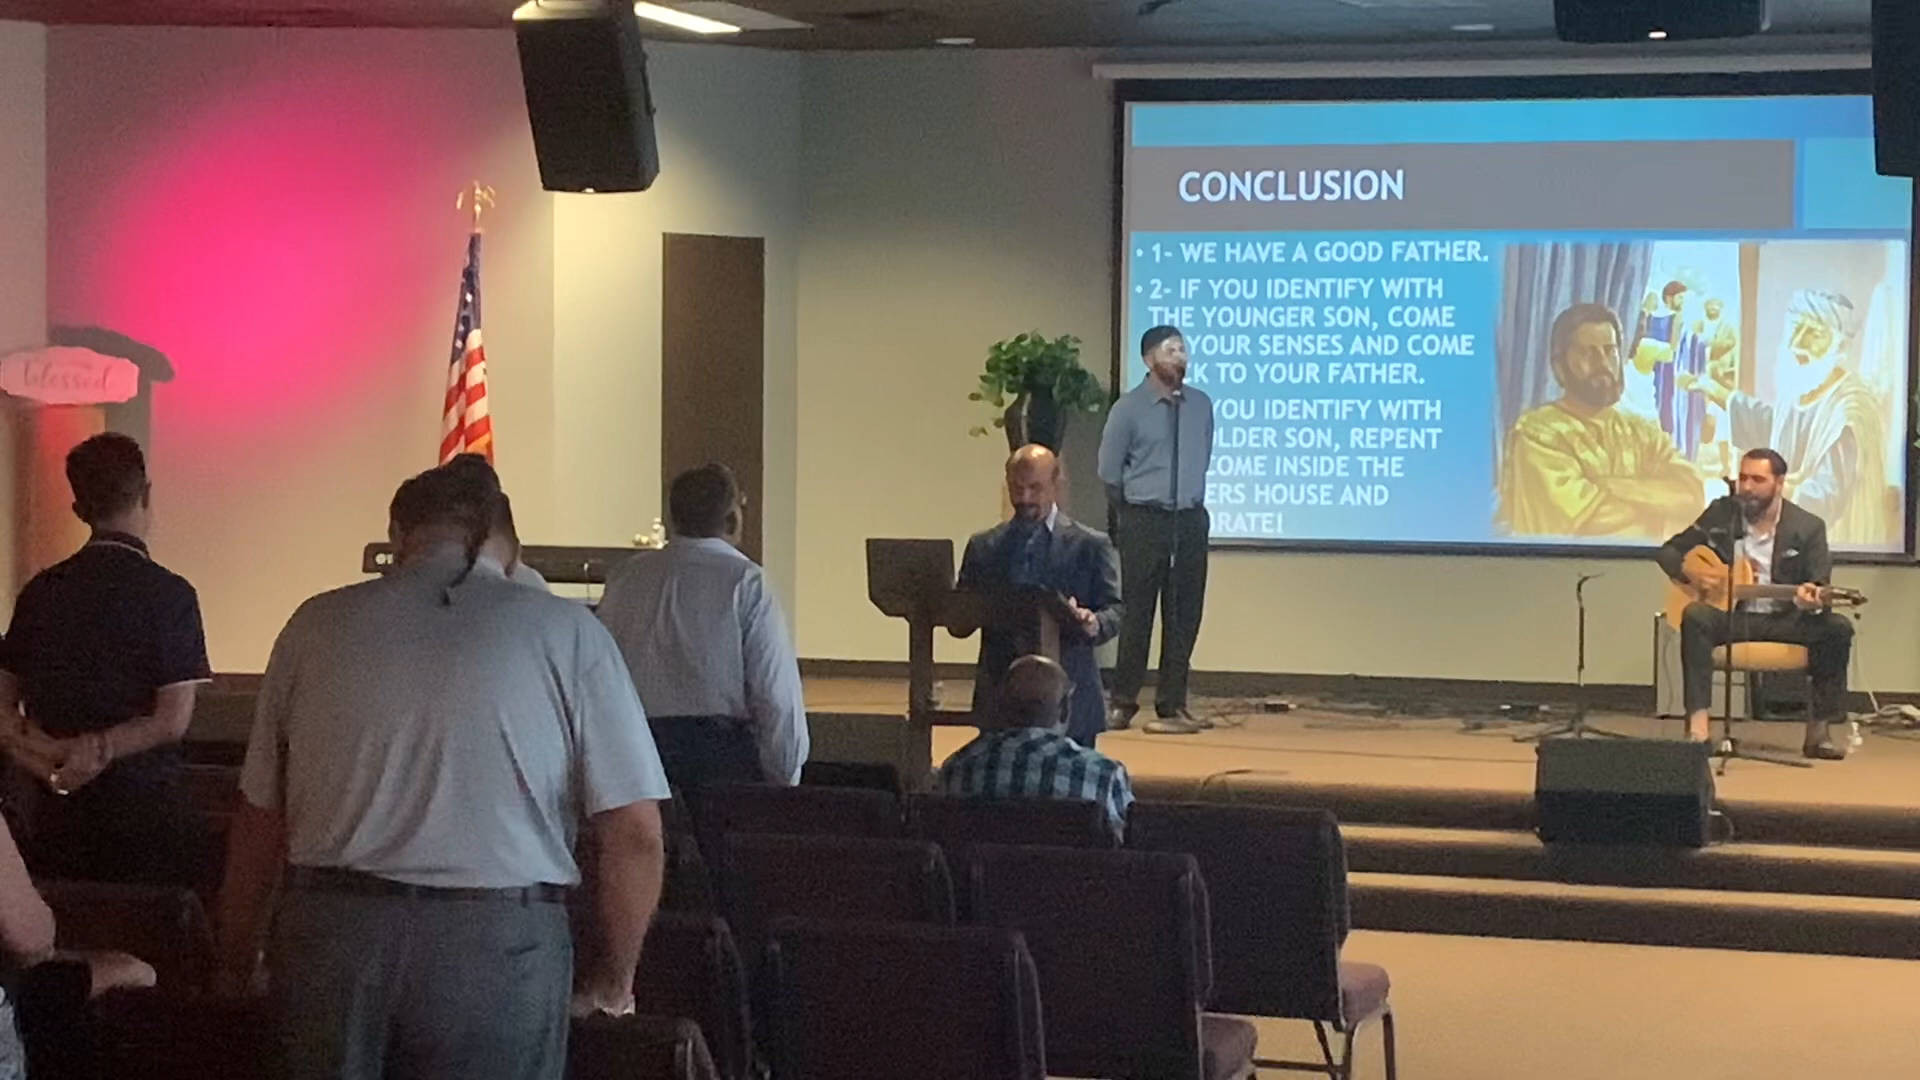 CONCLUSION
• 1- WE HAVE A GOOD FATHER.
• 2- IF YOU IDENTIFY WITH
THE YOUNGER SON, COME
YOUR SENSES AND COME
TO YOUR FATHER.
YOU IDENTIFY WITH
SON, REPENT
COME INSIDE THE
HOUSE AND
blessed